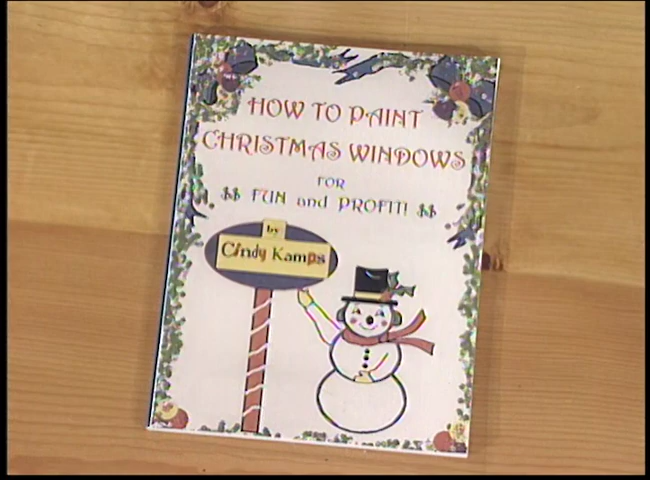 HOW TO PAINT
CHRISTMAS WINDOWS
FOR
$$ FUN and PROFIT! $$
by
Cindy Kamps